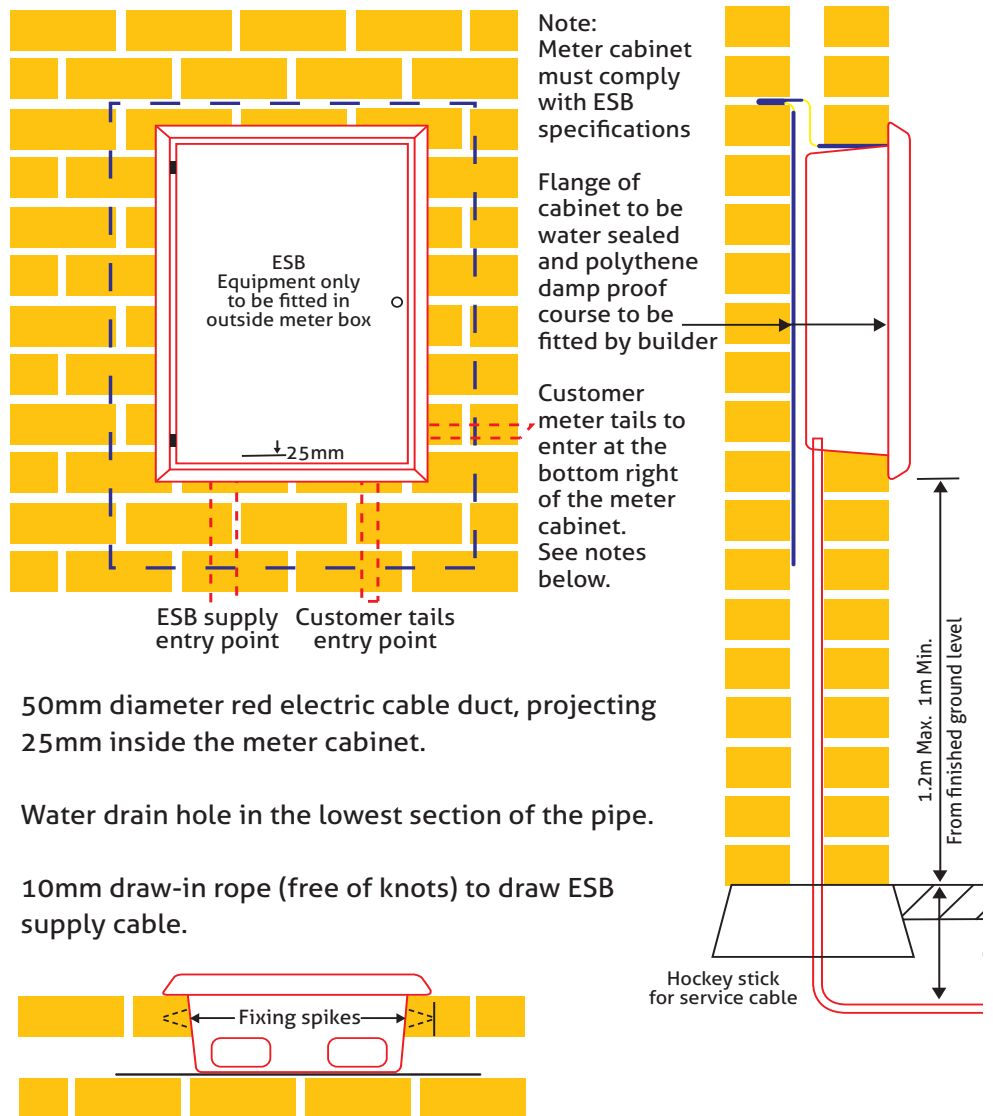 Note:
Meter cabinet
must comply
with ESB
specifications
Flange of
cabinet to be
water sealed
and polythene
damp proof
course to be
fitted by builder
Customer
meter tails to
enter at the
bottom right
of the meter
cabinet.
See notes
below.
ESB
Equipment only
to be fitted in
outside meter box
25mm
ESB supply
entry point
Customer tails
entry point
1.2m Max. 1m Min.
From finished ground level
50mm diameter red electric cable duct, projecting
25mm inside the meter cabinet.
Water drain hole in the lowest section of the pipe.
10mm draw-in rope (free of knots) to draw ESB
supply cable.
Hockey stick
for service cable
Fixing spikes